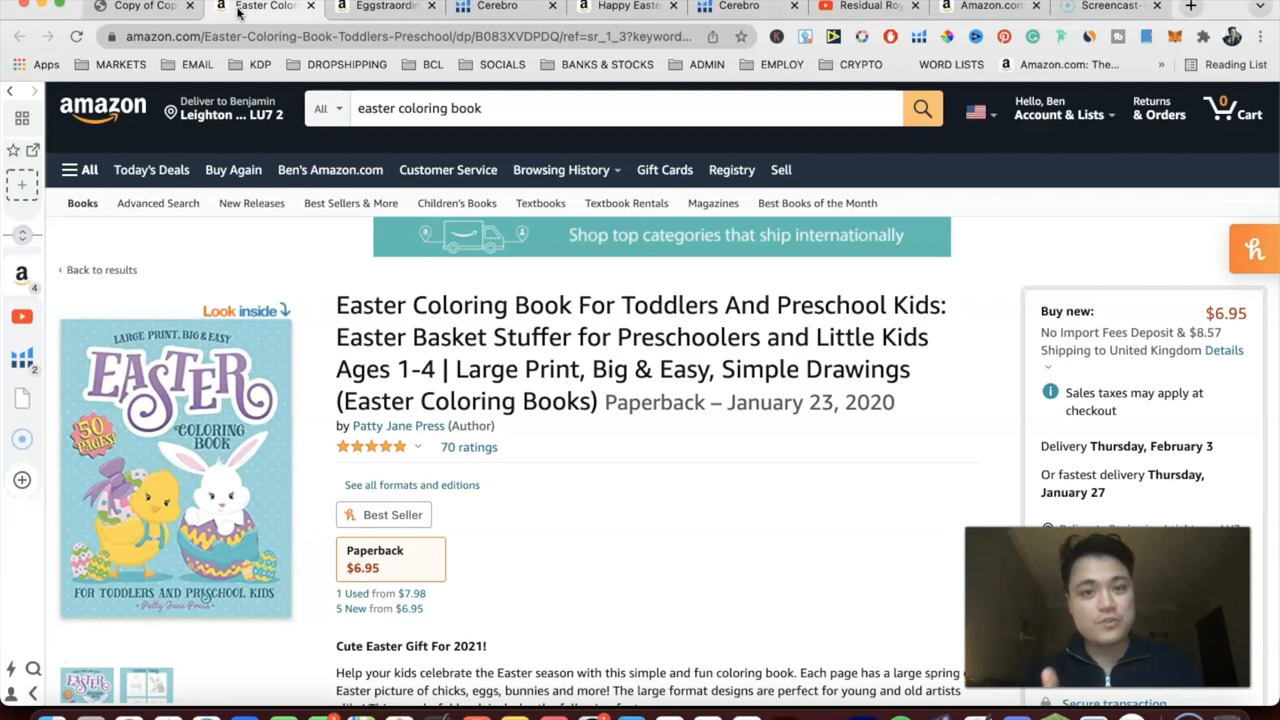 Copy of Cop
Easter Color
Eggstraordin
Cerebro
Happy Easte
Cerebro
Residual Roy
Amazon.com
Screencast-
amazon.com/Easter-Coloring-Book-Toddlers-Preschool/dp/B083XVDPDQ/ref=sr_1_3?keyword...
Apps
MARKETS
EMAIL
KDP
DROPSHIPPING
BCL
SOCIALS
BANKS & STOCKS
ADMIN
EMPLOY
CRYPTO
WORD LISTS
Amazon.com: The...
»
Reading List
amazon
Deliver to Benjamin
Leighton ... LU7 2
All
easter coloring book
Hello, Ben
Account & Lists
Returns
& Orders
0
Cart
All
Today's Deals
Buy Again
Ben's Amazon.com
Customer Service
Browsing History
Gift Cards
Registry
Sell
Books
Advanced Search
New Releases
Best Sellers & More
Children's Books
Textbooks
Textbook Rentals
Magazines
Best Books of the Month
Shop top categories that ship internationally
‹ Back to results
4
2
Look inside
LARGE PRINT, BIG & EASY
EASTER
COLORING
BOOK
50
PAGES!
FOR TODDLERS AND PRESCHOOL KIDS
Patty Jane Press
Easter Coloring Book For Toddlers And Preschool Kids:
Easter Basket Stuffer for Preschoolers and Little Kids
Ages 1-4 | Large Print, Big & Easy, Simple Drawings
(Easter Coloring Books) Paperback – January 23, 2020
by Patty Jane Press (Author)
70 ratings
See all formats and editions
Best Seller
Paperback
$6.95
1 Used from $7.98
5 New from $6.95
Cute Easter Gift For 2021!
Help your kids celebrate the Easter season with this simple and fun coloring book. Each page has a large spring
Easter picture of chicks, eggs, bunnies and more! The large format designs are perfect for young and old artists
Buy new:
$6.95
No Import Fees Deposit & $8.57
Shipping to United Kingdom Details
Sales taxes may apply at
checkout
Delivery Thursday, February 3
Or fastest delivery Thursday,
January 27
Secure transaction